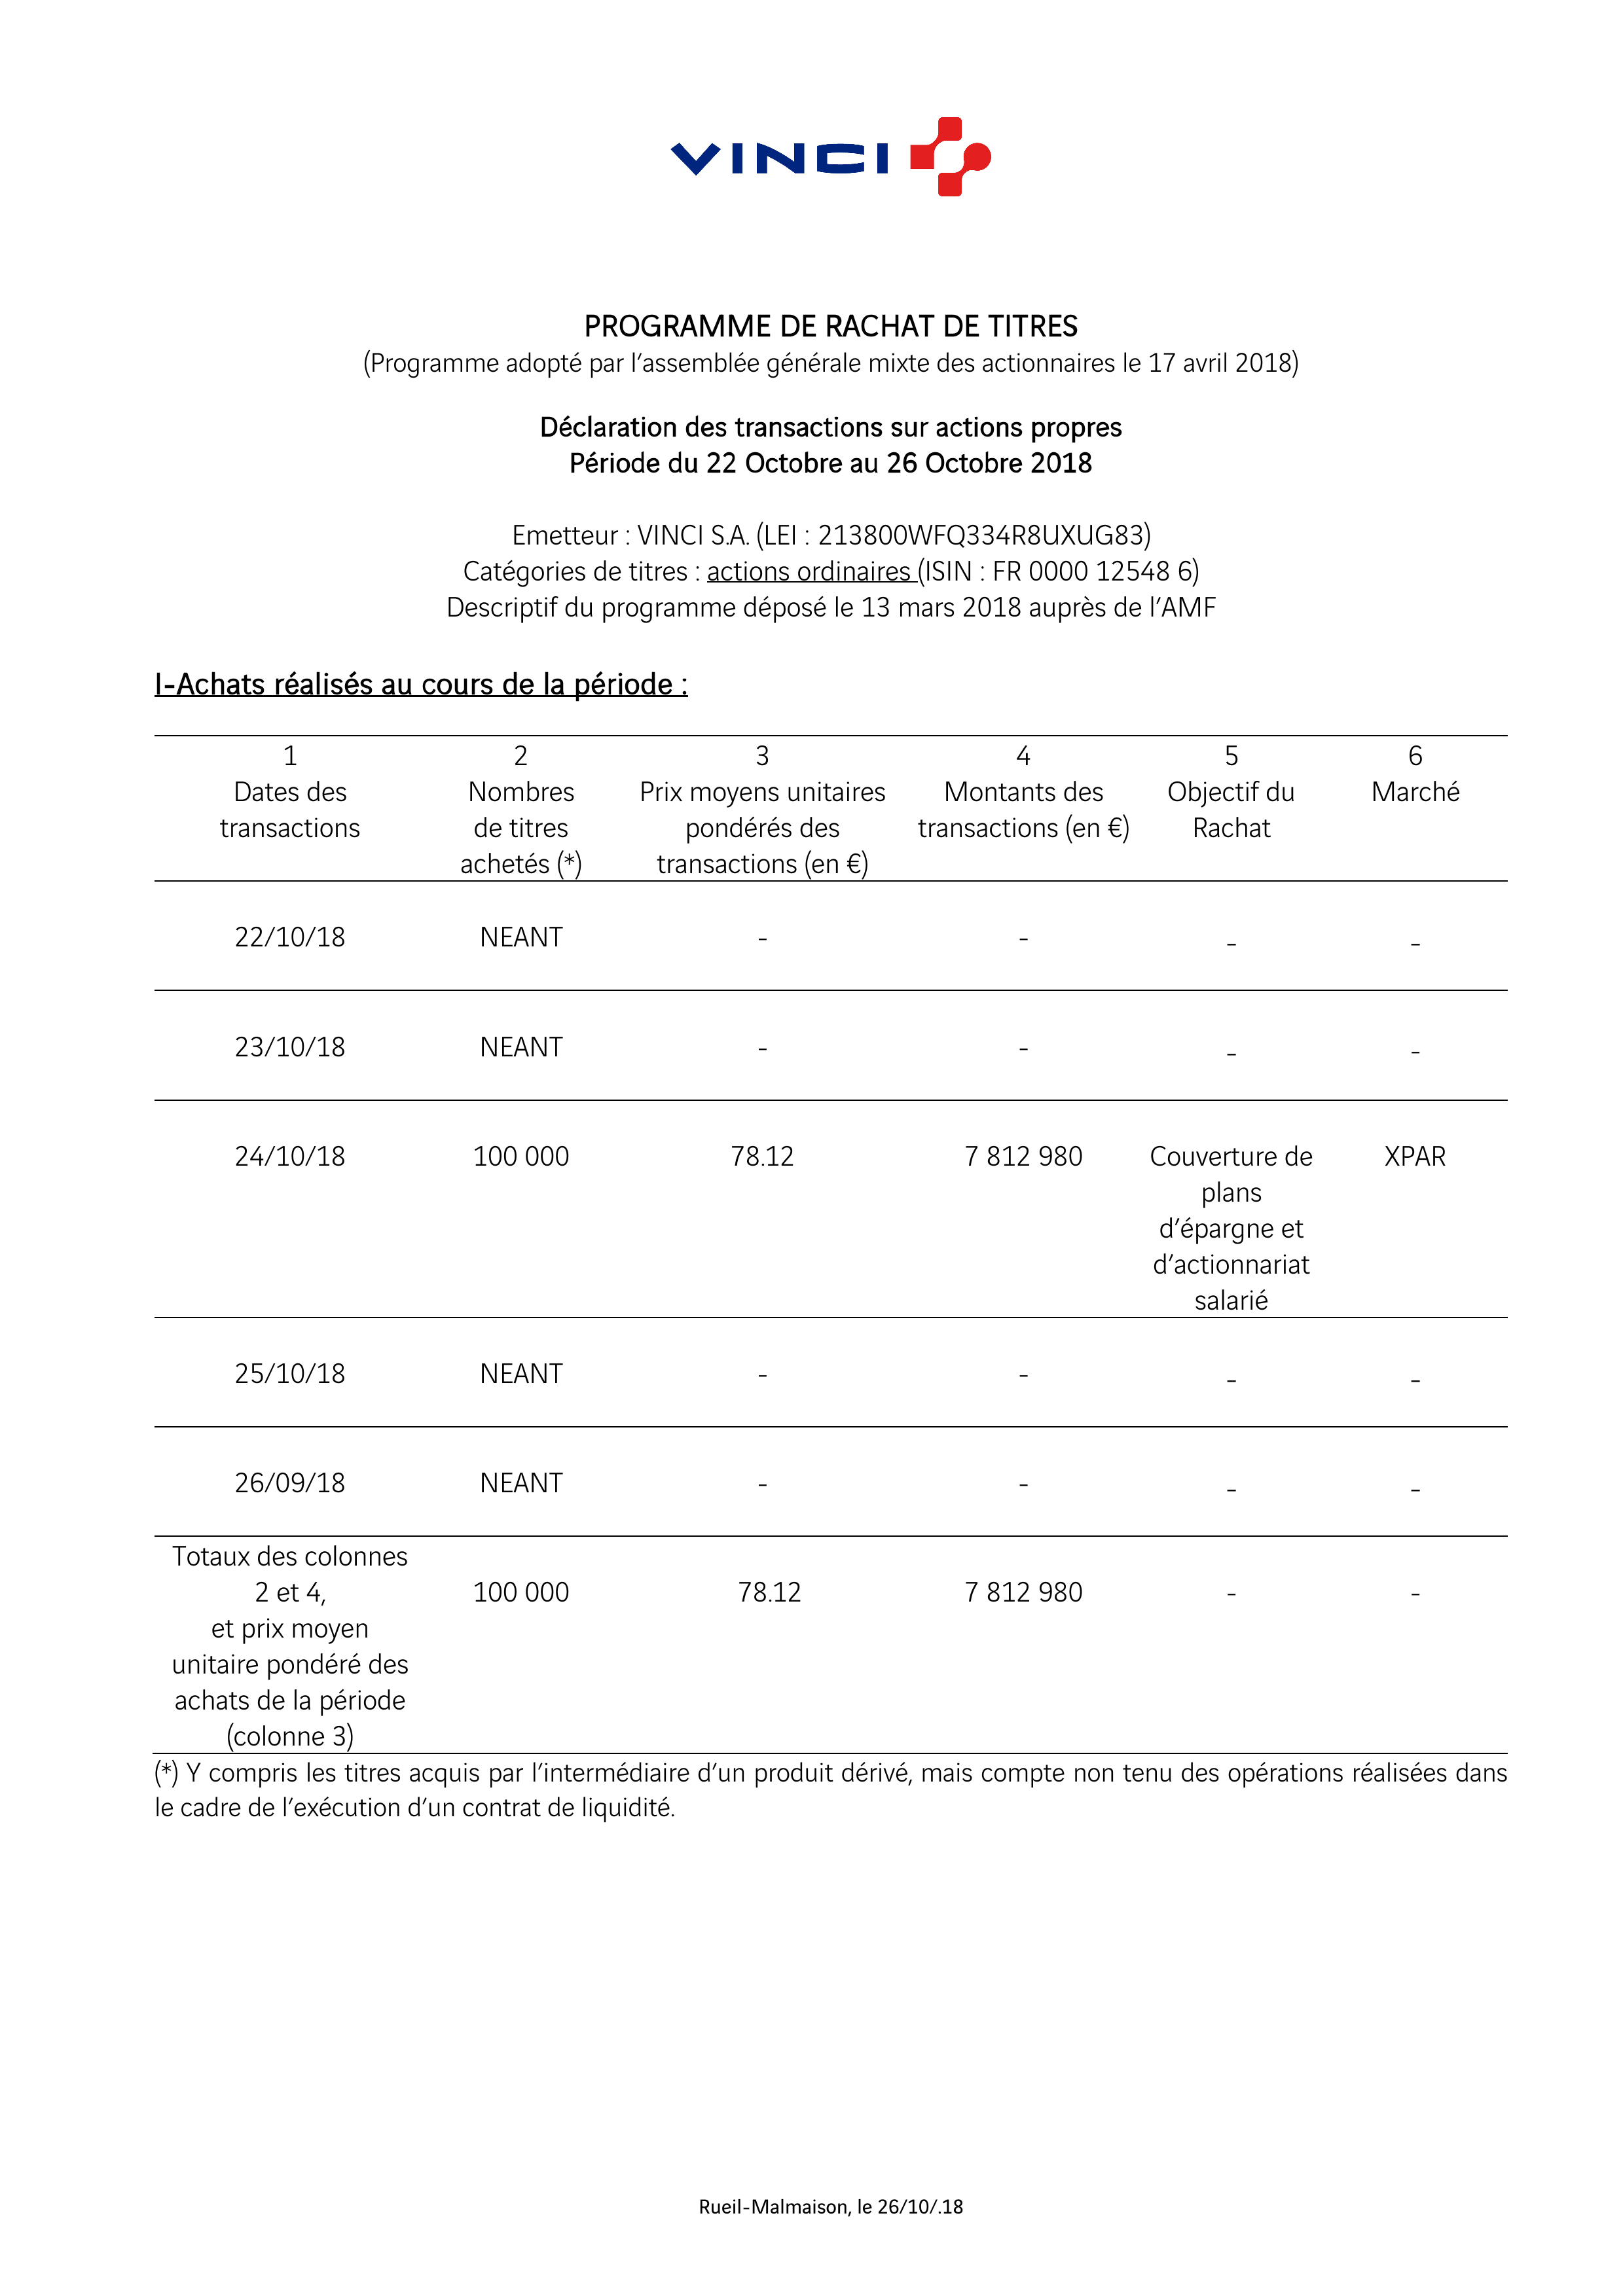 VINCI
PROGRAMME DE RACHAT DE TITRES
(Programme adopté par l’assemblée générale mixte des actionnaires le 17 avril 2018)
Déclaration des transactions sur actions propres
Période du 22 Octobre au 26 Octobre 2018
Emetteur : VINCI S.A. (LEI : 213800WFQ334R8UXUG83)
Catégories de titres : actions ordinaires (ISIN : FR 0000 12548 6)
Descriptif du programme déposé le 13 mars 2018 auprès de l’AMF
I-Achats réalisés au cours de la période :
1 2 3 4 5 6
Dates des Nombres Prix moyens unitaires Montants des Objectif du Marché
transactions de titres pondérés des transactions (en €) Rachat
achetés (*) transactions (en €)
22/10/18 NEANT - - - -
23/10/18 NEANT - - - -
24/10/18 100 000 78.12 7 812 980 Couverture de XPAR
plans
d’épargne et
d’actionnariat
salarié
25/10/18 NEANT - - - -
26/09/18 NEANT - - - -
Totaux des colonnes
2 et 4, 100 000 78.12 7 812 980 - -
et prix moyen
unitaire pondéré des
achats de la période
(colonne 3)
(*) Y compris les titres acquis par l’intermédiaire d’un produit dérivé, mais compte non tenu des opérations réalisées dans
le cadre de l’exécution d’un contrat de liquidité.
Rueil-Malmaison, le 26/10/.18